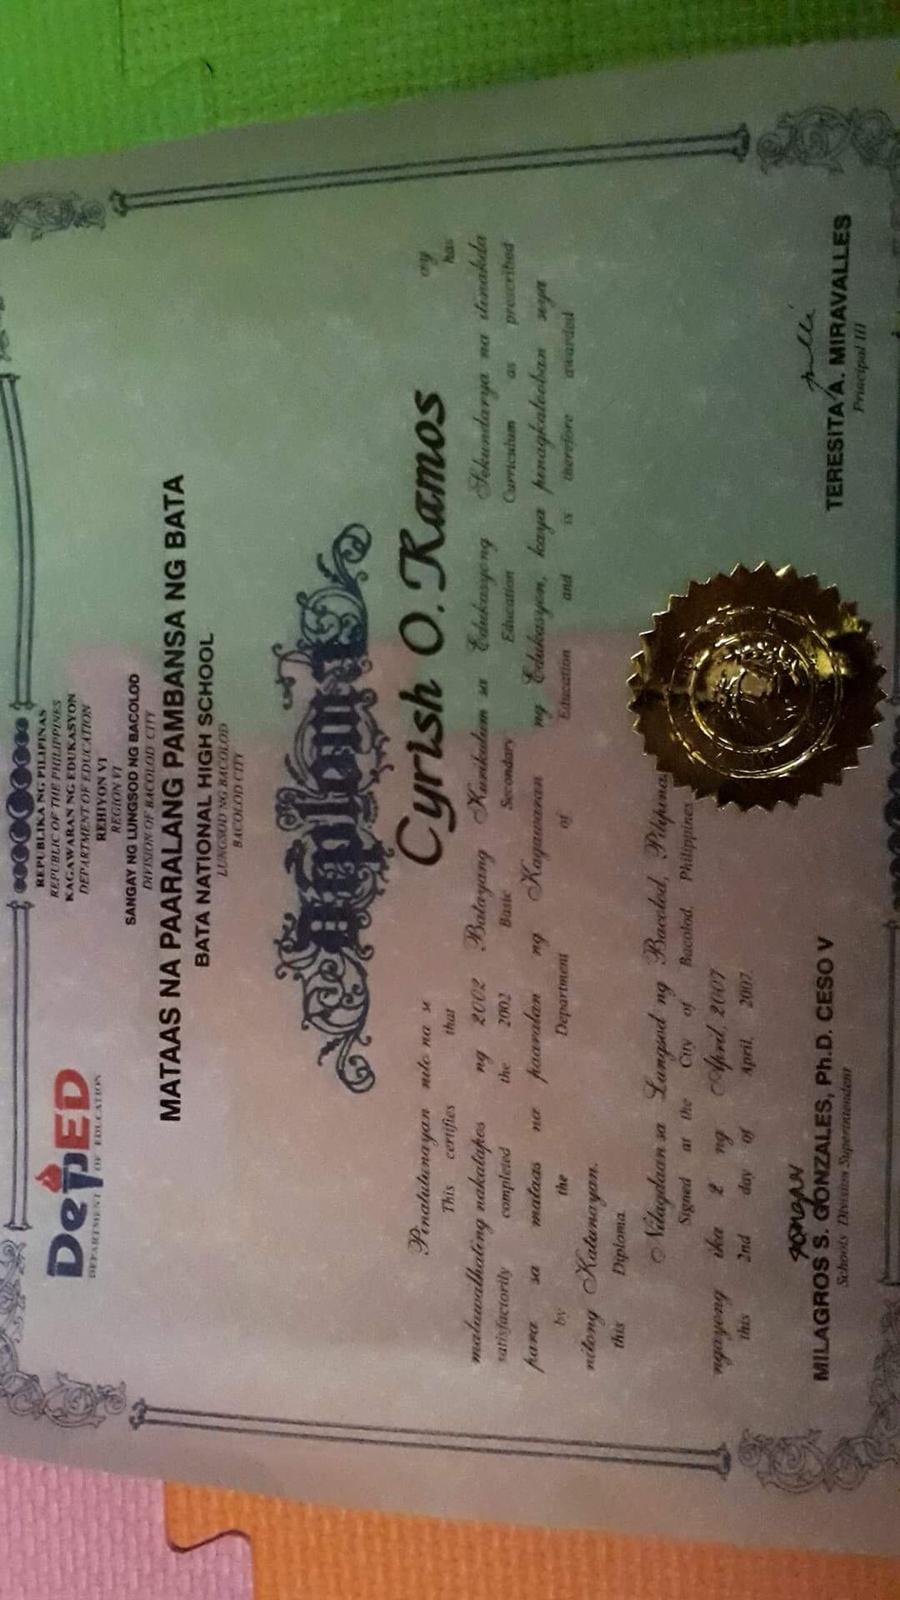 REPUBLIKA NG PILIPINAS
REPUBLIC OF THE PHILIPPINES
KAGAWARAN NG EDUKASYON
DEPARTMENT OF EDUCATION
REHIYON VI
REGION VI
DepED
DEPARTMENT OF EDUCATION
SANGAY NG LUNGSOD NG BACOLOD
DIVISION OF BACOLOD CITY
MATAAS NA PAARALANG PAMBANSA NG BATA
BATA NATIONAL HIGH SCHOOL
LUNGSOD NG BACOLOD
BACOLOD CITY
Diploma
Pinatutunayan nito na si Cyrish O. Ramos ay
This certifies that has
maluwalhating nakatapos ng 2002 Batayang Kurikulum sa Edukasyong Sekundarya na itinakda
satisfactorily completed the 2002 Basic Secondary Education Curriculum as prescribed
para sa mataas na paaralan ng Kagawaran ng Edukasyon, kaya pinagkalooban siya
by the Department of Education and is therefore awarded
nitong Katunayan.
this Diploma.
Nilagdaan sa Lungsod ng Bacolod, Pilipinas,
Signed at the City of Bacolod, Philippines
ngayong ika 2 ng April, 2007
this 2nd day of April, 2007.
MILAGROS S. GONZALES, Ph.D. CESO V
Schools Division Superintendent
TERESITA A. MIRAVALLES
Principal III